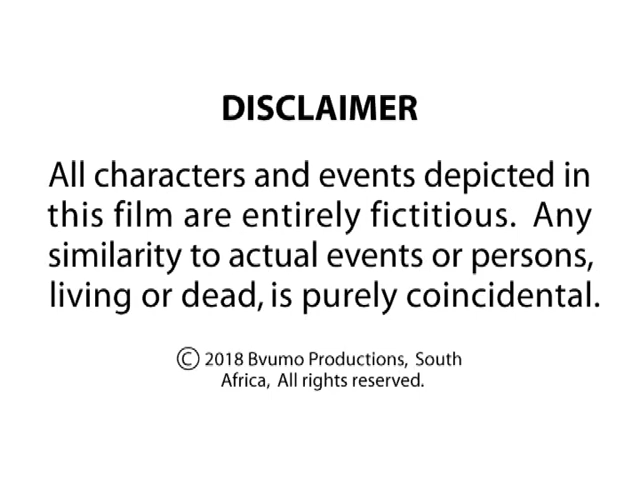 DISCLAIMER
All characters and events depicted in
this film are entirely fictitious. Any
similarity to actual events or persons,
living or dead, is purely coincidental.
© 2018 Bvumo Productions, South
Africa, All rights reserved.